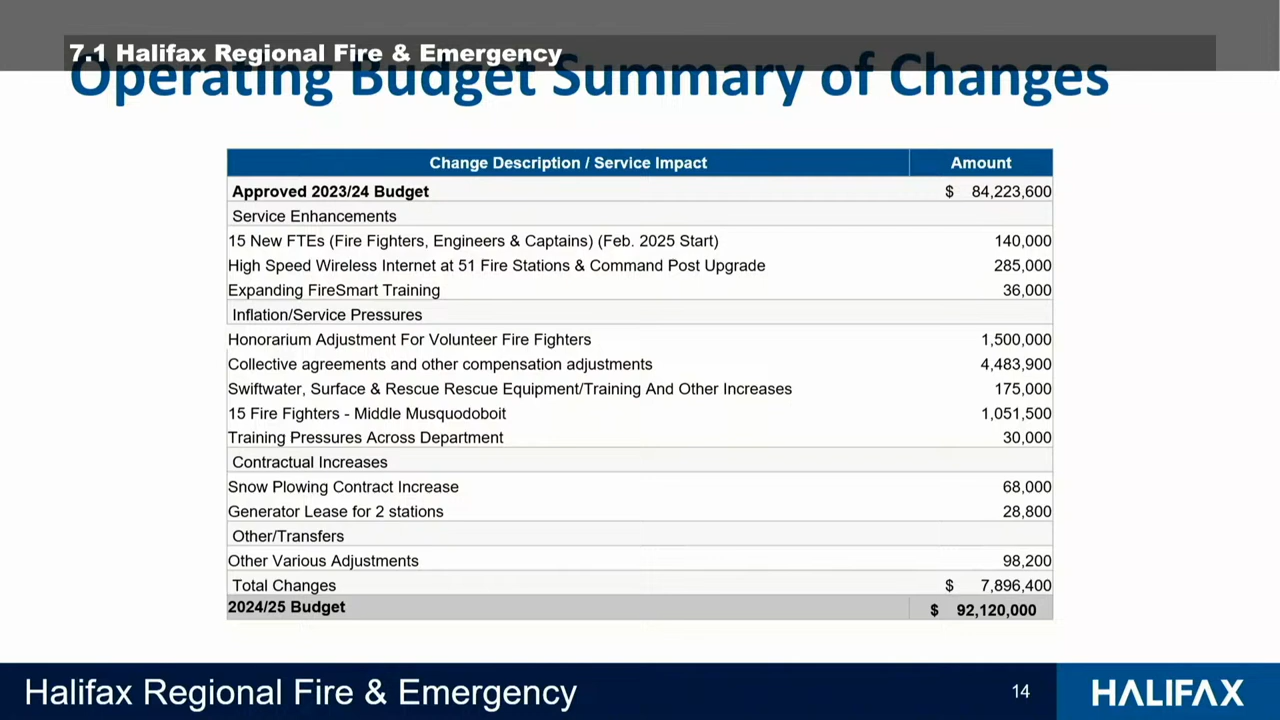 7.1 Halifax Regional Fire & Emergency
Operating Budget Summary of Changes
Change Description / Service Impact Amount
Approved 2023/24 Budget $ 84,223,600
Service Enhancements
15 New FTEs (Fire Fighters, Engineers & Captains) (Feb. 2025 Start) 140,000
High Speed Wireless Internet at 51 Fire Stations & Command Post Upgrade 285,000
Expanding FireSmart Training 36,000
Inflation/Service Pressures
Honorarium Adjustment For Volunteer Fire Fighters 1,500,000
Collective agreements and other compensation adjustments 4,483,900
Swiftwater, Surface & Rescue Rescue Equipment/Training And Other Increases 175,000
15 Fire Fighters - Middle Musquodoboit 1,051,500
Training Pressures Across Department 30,000
Contractual Increases
Snow Plowing Contract Increase 68,000
Generator Lease for 2 stations 28,800
Other/Transfers
Other Various Adjustments 98,200
Total Changes $ 7,896,400
2024/25 Budget $ 92,120,000
Halifax Regional Fire & Emergency 14 HALIFAX